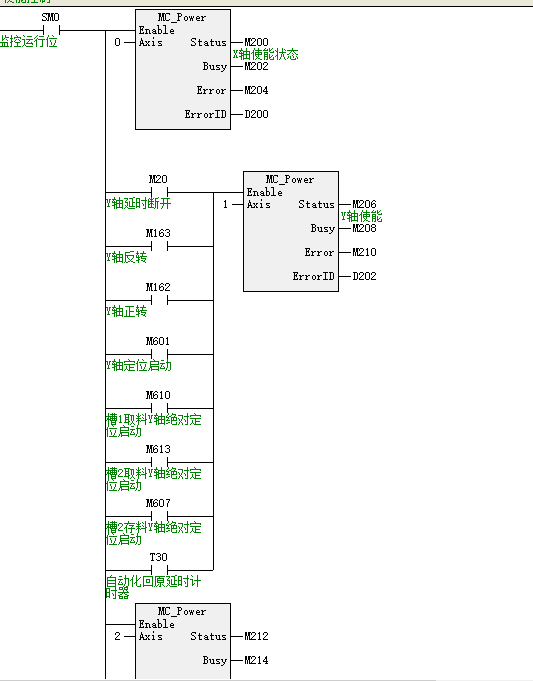 SM0
监控运行位
MC_Power
Enable
0 Axis Status M200
X轴使能状态
Busy M202
Error M204
ErrorID D200
M20
Y轴延时断开
MC_Power
Enable
1 Axis Status M206
Y轴使能
Busy M208
Error M210
ErrorID D202
M163
Y轴反转
M162
Y轴正转
M601
Y轴定位启动
M610
槽1取料Y轴绝对定
位启动
M613
槽2取料Y轴绝对定
位启动
M607
槽2存料Y轴绝对定
位启动
T30
自动化回原延时计
时器
MC_Power
Enable
2 Axis Status M212
Busy M214